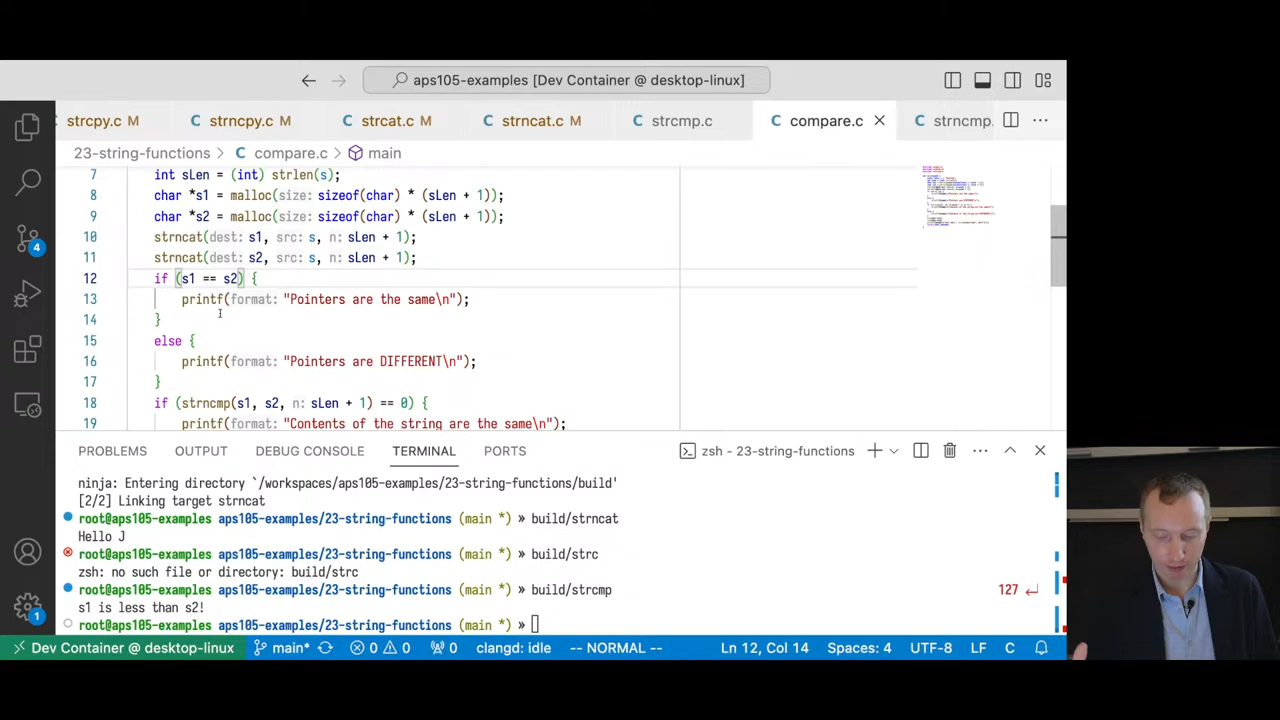 aps105-examples [Dev Container @ desktop-linux]
strcpy.c M
strncpy.c M
strcat.c M
strncat.c M
strcmp.c
compare.c
strncmp.
23-string-functions > compare.c > main
7 int sLen = (int) strlen(s);
8 char *s1 = malloc(size: sizeof(char) * (sLen + 1));
9 char *s2 = malloc(size: sizeof(char) * (sLen + 1));
10 strncat(dest: s1, src: s, n: sLen + 1);
11 strncat(dest: s2, src: s, n: sLen + 1);
12 if (s1 == s2) {
13 printf(format: "Pointers are the same\n");
14 }
15 else {
16 printf(format: "Pointers are DIFFERENT\n");
17 }
18 if (strncmp(s1, s2, n: sLen + 1) == 0) {
19 printf(format: "Contents of the string are the same\n");
PROBLEMS OUTPUT DEBUG CONSOLE TERMINAL PORTS
zsh - 23-string-functions
ninja: Entering directory `/workspaces/aps105-examples/23-string-functions/build'
[2/2] Linking target strncat
root@aps105-examples aps105-examples/23-string-functions (main *) » build/strncat
Hello J
root@aps105-examples aps105-examples/23-string-functions (main *) » build/strc
zsh: no such file or directory: build/strc
root@aps105-examples aps105-examples/23-string-functions (main *) » build/strcmp 127 ↵
s1 is less than s2!
root@aps105-examples aps105-examples/23-string-functions (main *) »
4
1
Dev Container @ desktop-linux main* 0 0 0 clangd: idle -- NORMAL -- Ln 12, Col 14 Spaces: 4 UTF-8 LF C